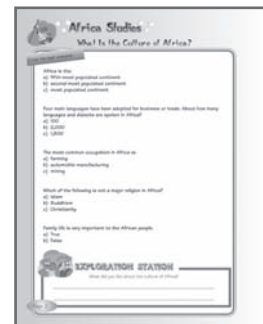 Africa Studies
What Is the Culture of Africa?
Africa is the:
a) With most populated continent
b) second most populated continent
c) most populated continent
Four main languages have been adopted for business or trade. About how many
languages and dialects are spoken in Africa?
a) 100
b) 2,000
c) 1,800
The most common occupation in Africa is:
a) farming
b) automobile manufacturing
c) mining
Which of the following is not a major religion in Africa?
a) Islam
b) Buddhism
c) Christianity
Family life is very important to the African people.
a) True
b) False
EXPLORATION STATION
What did you like about the culture of Africa?